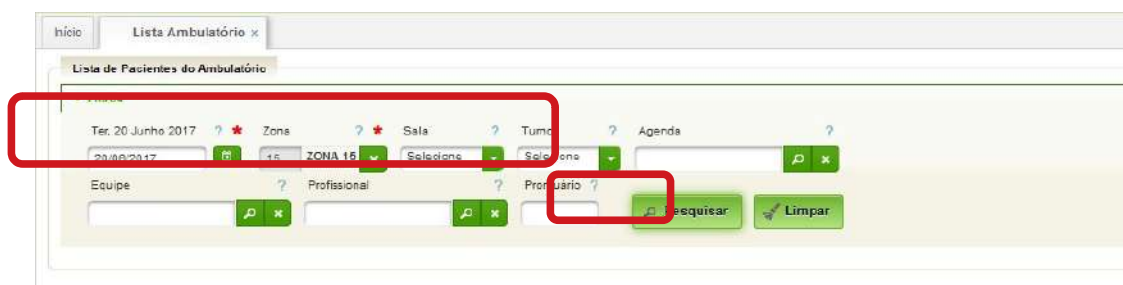 Início Lista Ambulatório ×
Lista de Pacientes do Ambulatório
Ter. 20 Junho 2017 ? * Zona ? * Sala ? Turno ? Agenda ?
20/06/2017 15 ZONA 15 Selecione Selecione
Equipe ? Profissional ? Prontuário ?
Pesquisar Limpar